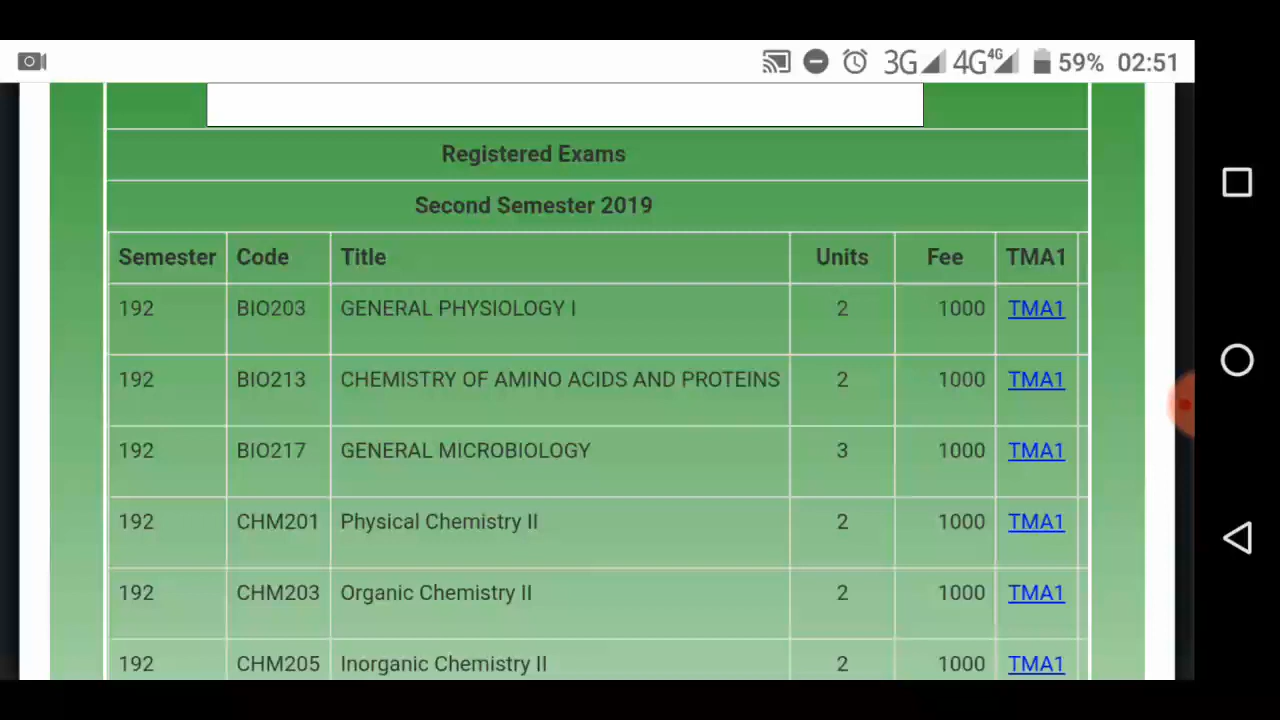 3G 4G 4G 59% 02:51
Registered Exams
Second Semester 2019
Semester Code Title Units Fee TMA1
192 BIO203 GENERAL PHYSIOLOGY I 2 1000 TMA1
192 BIO213 CHEMISTRY OF AMINO ACIDS AND PROTEINS 2 1000 TMA1
192 BIO217 GENERAL MICROBIOLOGY 3 1000 TMA1
192 CHM201 Physical Chemistry II 2 1000 TMA1
192 CHM203 Organic Chemistry II 2 1000 TMA1
192 CHM205 Inorganic Chemistry II 2 1000 TMA1